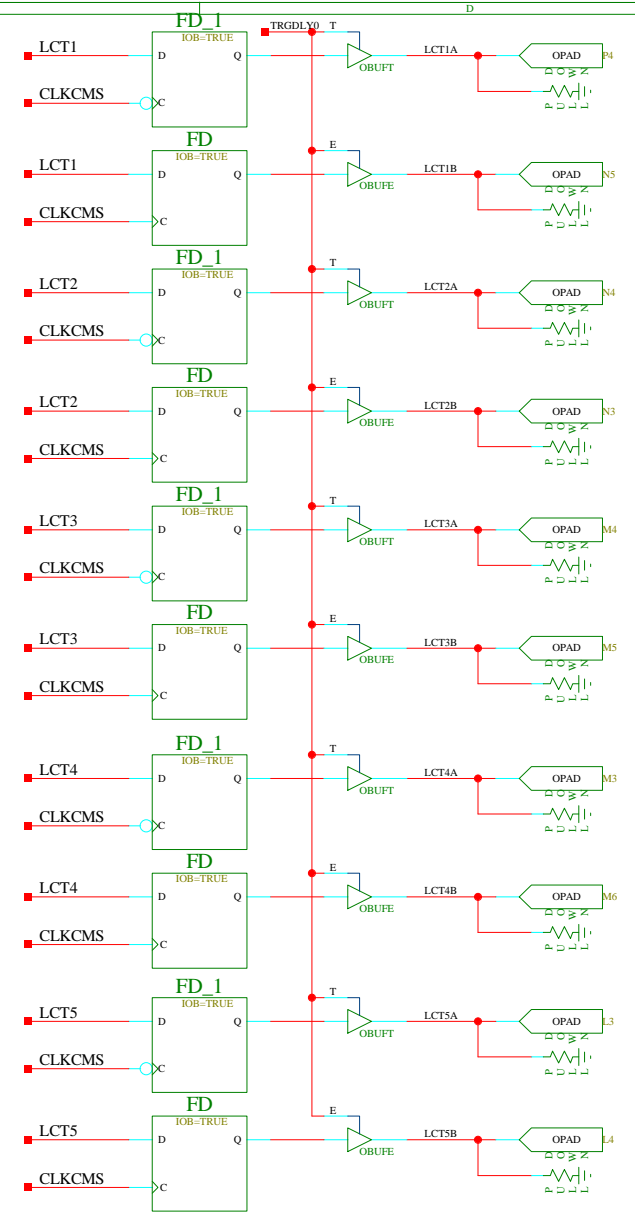 D
FD_1
IOB=TRUE
TRGDLY0
T
LCT1
D
Q
OBUFT
LCT1A
OPAD
P4
CLKCMS
C
PULLDOWN
FD
IOB=TRUE
E
LCT1
D
Q
OBUFE
LCT1B
OPAD
N5
CLKCMS
C
PULLDOWN
FD_1
IOB=TRUE
T
LCT2
D
Q
OBUFT
LCT2A
OPAD
N4
CLKCMS
C
PULLDOWN
FD
IOB=TRUE
E
LCT2
D
Q
OBUFE
LCT2B
OPAD
N3
CLKCMS
C
PULLDOWN
FD_1
IOB=TRUE
T
LCT3
D
Q
OBUFT
LCT3A
OPAD
M4
CLKCMS
C
PULLDOWN
FD
IOB=TRUE
E
LCT3
D
Q
OBUFE
LCT3B
OPAD
M5
CLKCMS
C
PULLDOWN
FD_1
IOB=TRUE
T
LCT4
D
Q
OBUFT
LCT4A
OPAD
M3
CLKCMS
C
PULLDOWN
FD
IOB=TRUE
E
LCT4
D
Q
OBUFE
LCT4B
OPAD
M6
CLKCMS
C
PULLDOWN
FD_1
IOB=TRUE
T
LCT5
D
Q
OBUFT
LCT5A
OPAD
L3
CLKCMS
C
PULLDOWN
FD
IOB=TRUE
E
LCT5
D
Q
OBUFE
LCT5B
OPAD
L4
CLKCMS
C
PULLDOWN